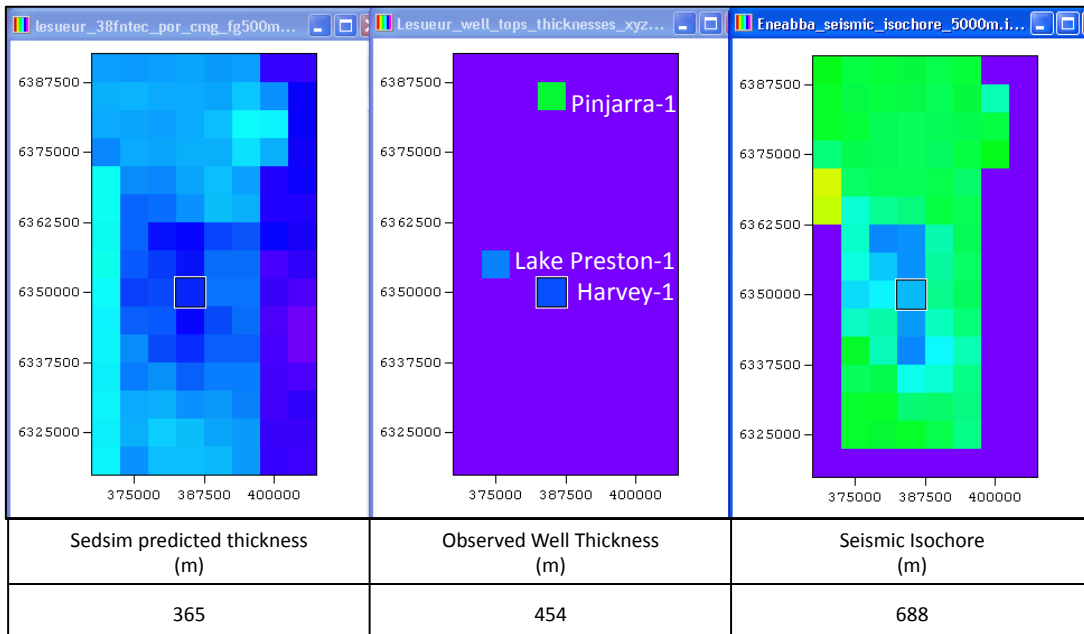 lesueur_38fntec_por_cmg_fg500m...
6387500
6375000
6362500
6350000
6337500
6325000
375000 387500 400000
Lesueur_well_tops_thicknesses_xyz...
6387500
6375000
6362500
6350000
6337500
6325000
Pinjarra-1
Lake Preston-1
Harvey-1
375000 387500 400000
Eneabba_seismic_isochore_5000m.i...
6387500
6375000
6362500
6350000
6337500
6325000
375000 387500 400000
Sedsim predicted thickness
(m)
Observed Well Thickness
(m)
Seismic Isochore
(m)
365
454
688